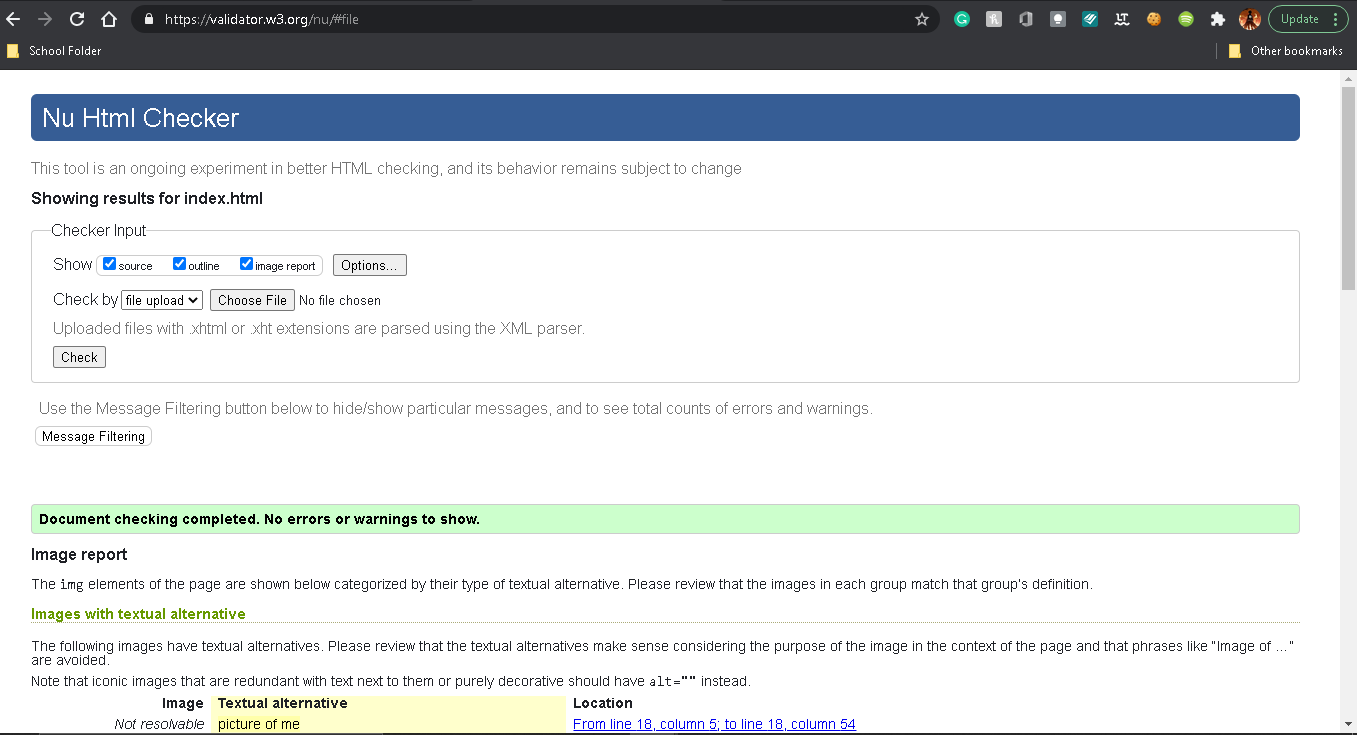 https://validator.w3.org/nu/#file
Update
School Folder
Other bookmarks
Nu Html Checker
This tool is an ongoing experiment in better HTML checking, and its behavior remains subject to change
Showing results for index.html
Checker Input
Show source outline image report Options...
Check by file upload Choose File No file chosen
Uploaded files with .xhtml or .xht extensions are parsed using the XML parser.
Check
Use the Message Filtering button below to hide/show particular messages, and to see total counts of errors and warnings.
Message Filtering
Document checking completed. No errors or warnings to show.
Image report
The img elements of the page are shown below categorized by their type of textual alternative. Please review that the images in each group match that group's definition.
Images with textual alternative
The following images have textual alternatives. Please review that the textual alternatives make sense considering the purpose of the image in the context of the page and that phrases like "Image of ..."
are avoided.
Note that iconic images that are redundant with text next to them or purely decorative should have alt="" instead.
Image Textual alternative Location
Not resolvable picture of me From line 18, column 5; to line 18, column 54